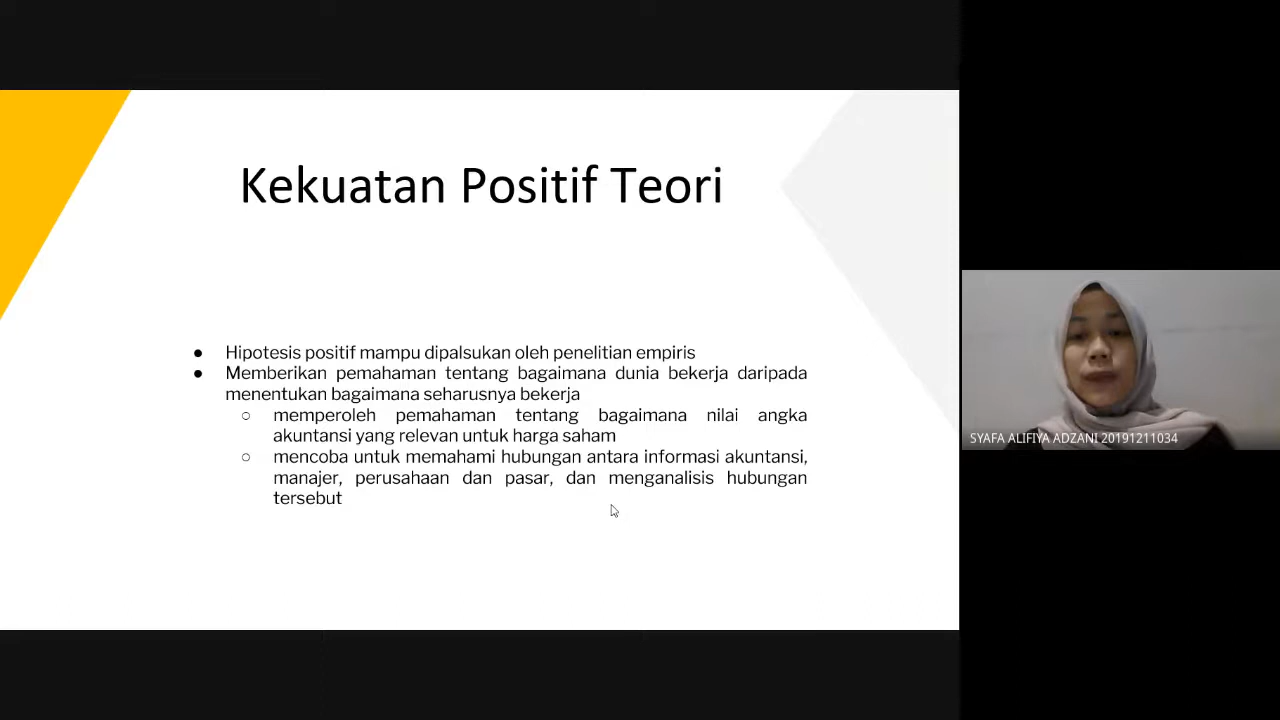 Kekuatan Positif Teori
● Hipotesis positif mampu dipalsukan oleh penelitian empiris
● Memberikan pemahaman tentang bagaimana dunia bekerja daripada
menentukan bagaimana seharusnya bekerja
○ memperoleh pemahaman tentang bagaimana nilai angka
akuntansi yang relevan untuk harga saham
○ mencoba untuk memahami hubungan antara informasi akuntansi,
manajer, perusahaan dan pasar, dan menganalisis hubungan
tersebut
SYAFA ALIFIYA ADZANI 20191211034